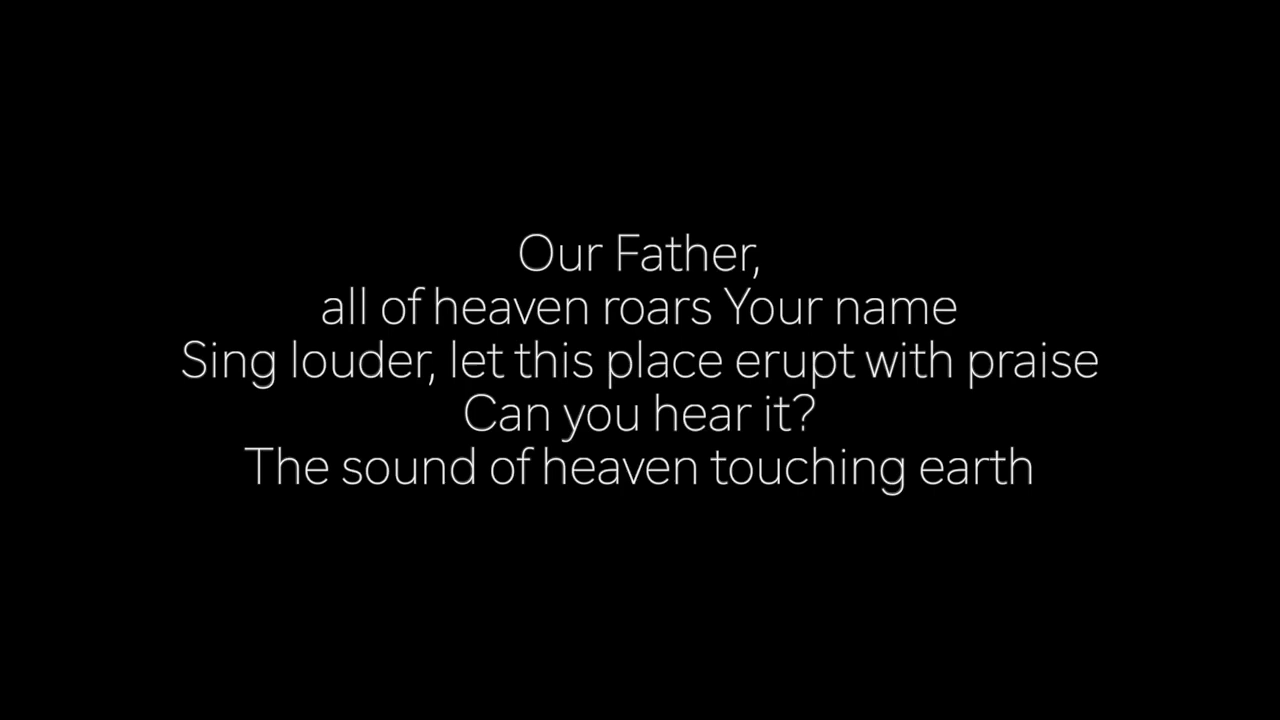 Our Father,
all of heaven roars Your name
Sing louder, let this place erupt with praise
Can you hear it?
The sound of heaven touching earth